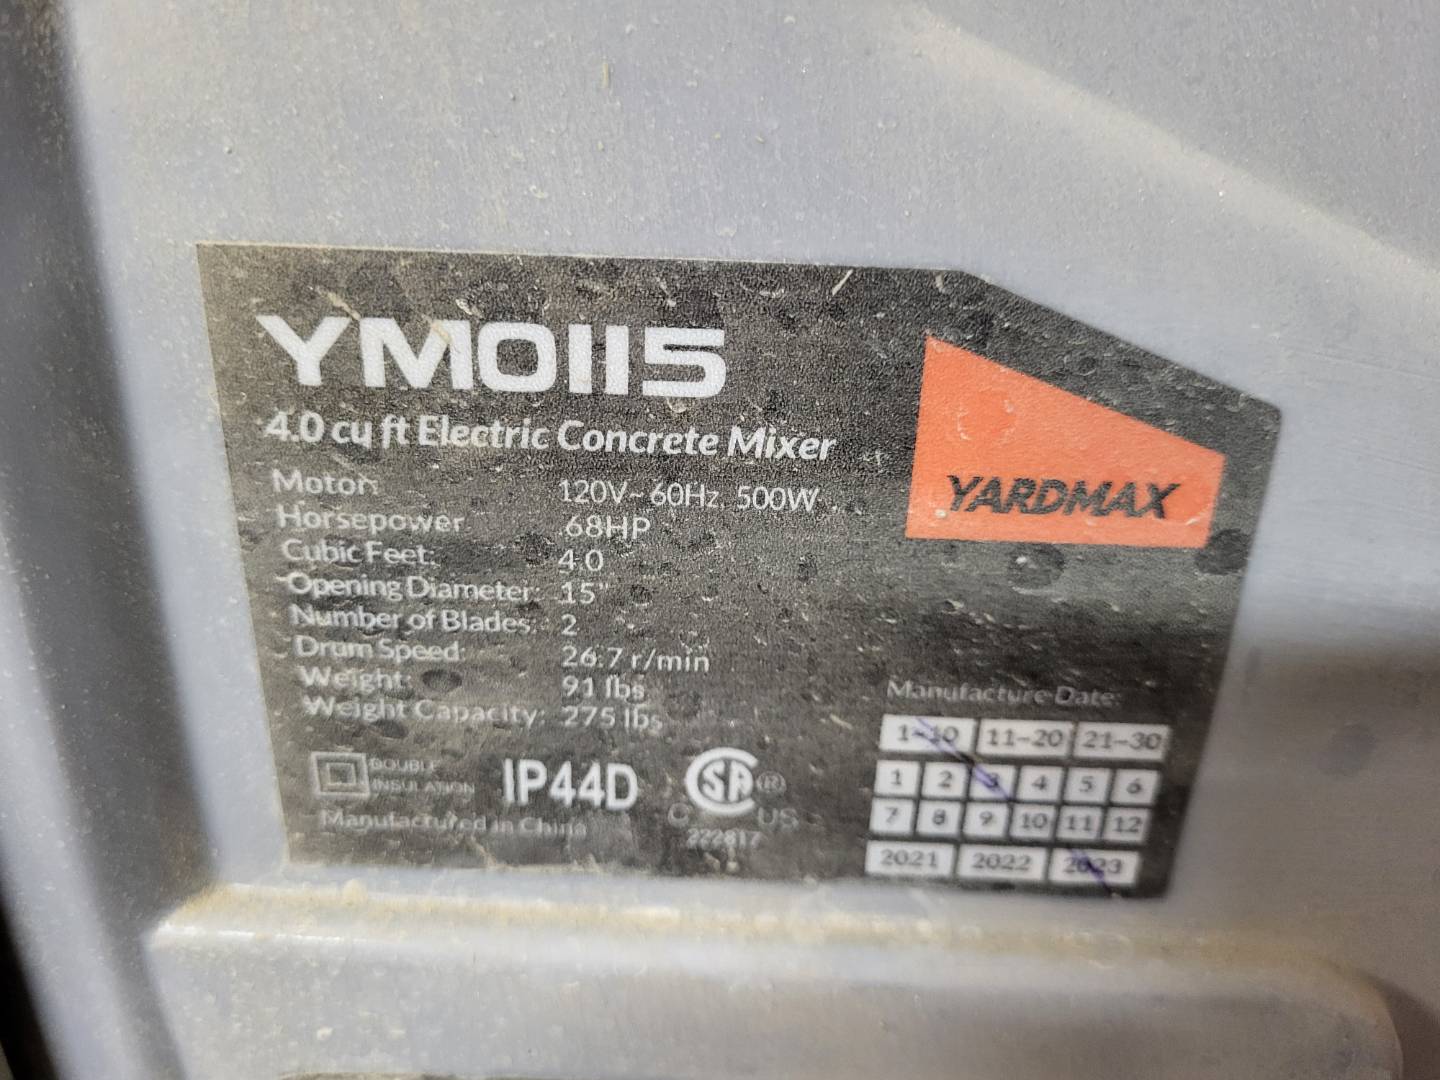 YM0115
4.0 cu ft Electric Concrete Mixer
YARDMAX
Motor: 120V~60Hz, 500W
Horsepower .68HP
Cubic Feet: 4.0
Opening Diameter: 15"
Number of Blades: 2
Drum Speed: 26.7 r/min
Weight: 91 lbs
Weight Capacity: 275 lbs
DOUBLE
INSULATION
IP44D
CSA ®
C US
222817
Manufactured in China
Manufacture Date:
1-10 11-20 21-30
1 2 3 4 5 6
7 8 9 10 11 12
2021 2022 2023